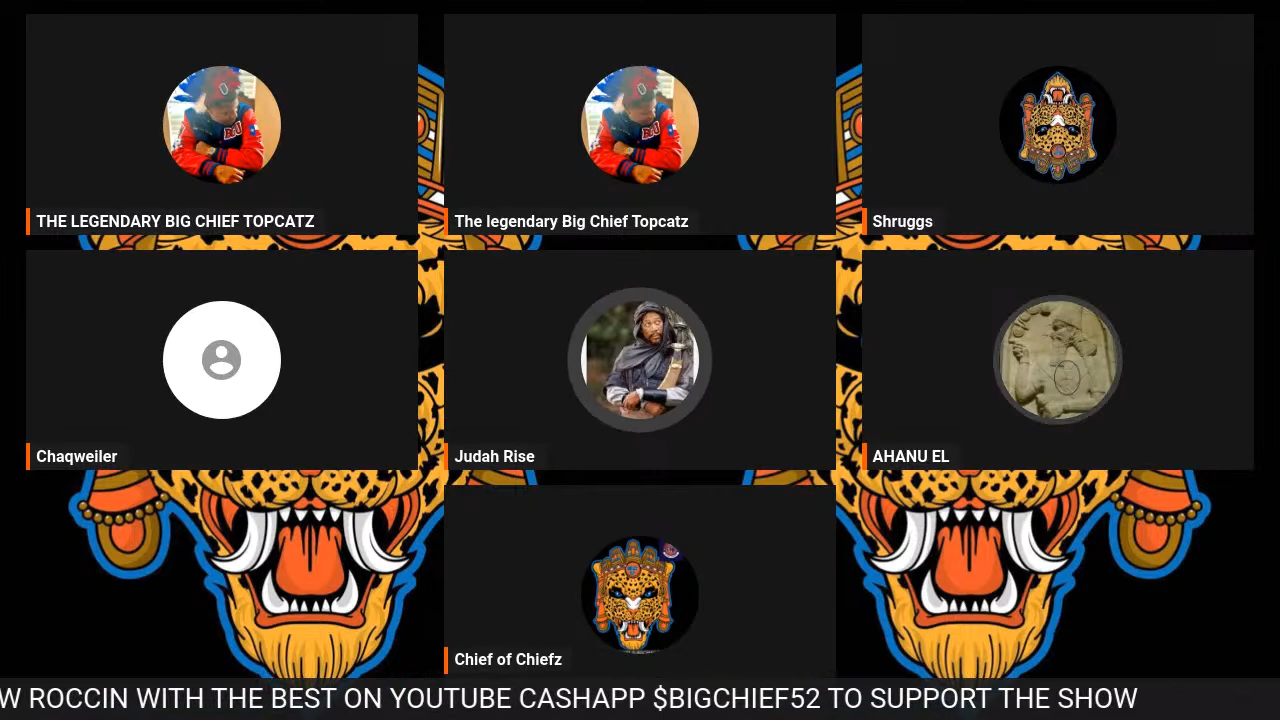 THE LEGENDARY BIG CHIEF TOPCATZ
The legendary Big Chief Topcatz
Shruggs
Chaqweiler
Judah Rise
AHANU EL
Chief of Chiefz
W ROCCIN WITH THE BEST ON YOUTUBE CASHAPP $BIGCHIEF52 TO SUPPORT THE SHOW